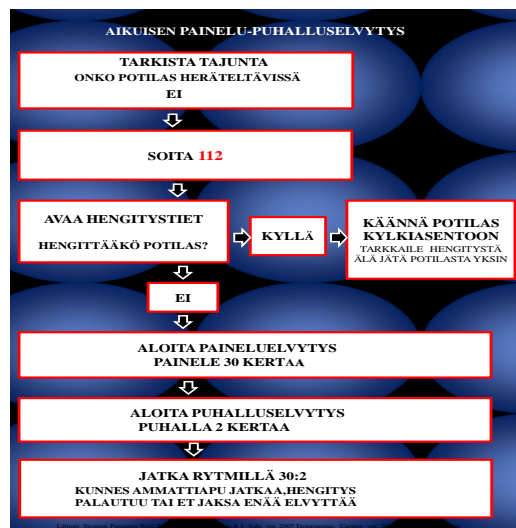 AIKUISEN PAINELU-PUHALLUSELVYTYS
TARKISTA TAJUNTA
ONKO POTILAS HERÄTELTÄVISSÄ
EI
SOITA 112
AVAA HENGITYSTIET
HENGITTÄÄKÖ POTILAS?
KYLLÄ
KÄÄNNÄ POTILAS
KYLKIASENTOON
TARKKAILE HENGITYSTÄ
ÄLÄ JÄTÄ POTILASTA YKSIN
EI
ALOITA PAINELUELVYTYS
PAINELE 30 KERTAA
ALOITA PUHALLUSELVYTYS
PUHALLA 2 KERTAA
JATKA RYTMILLÄ 30:2
KUNNES AMMATTIAPU JATKAA,HENGITYS
PALAUTUU TAI ET JAKSA ENÄÄ ELVYTTÄÄ